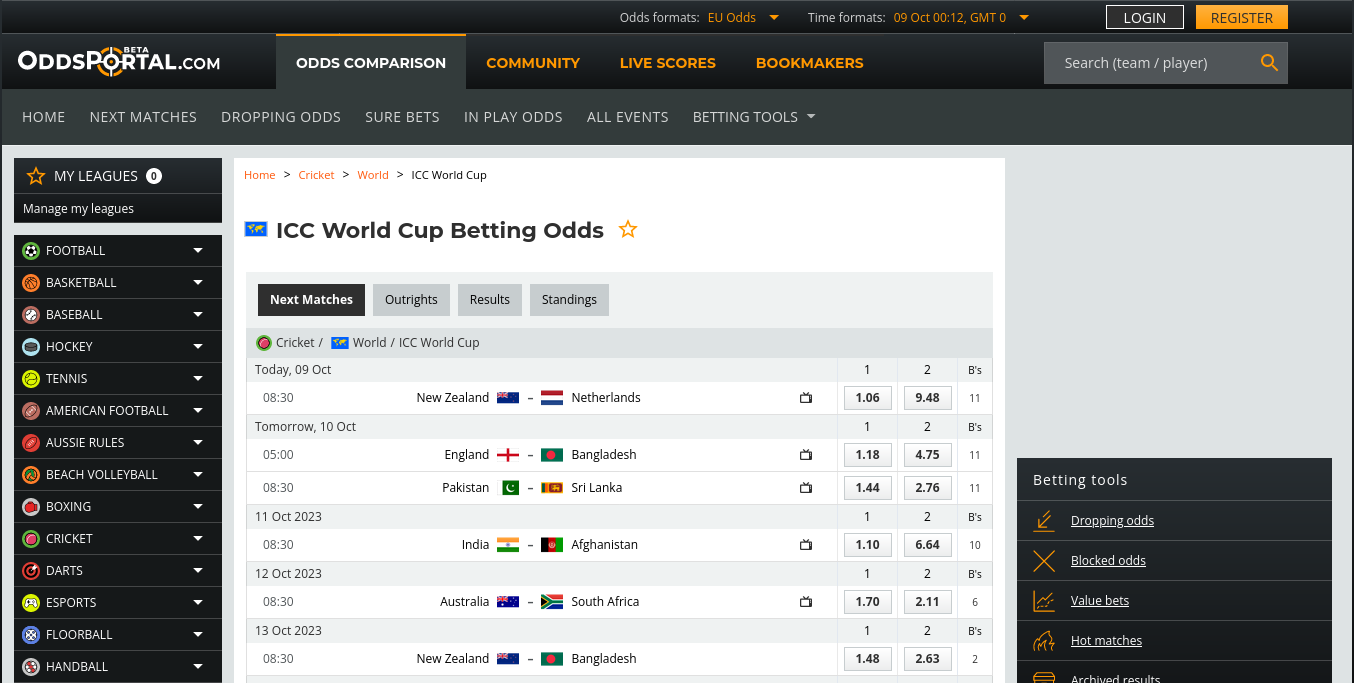 Odds formats: EU Odds Time formats: 09 Oct 00:12, GMT 0 LOGIN REGISTER
ODDSPORTAL.COM BETA ODDS COMPARISON COMMUNITY LIVE SCORES BOOKMAKERS Search (team / player)
HOME NEXT MATCHES DROPPING ODDS SURE BETS IN PLAY ODDS ALL EVENTS BETTING TOOLS
MY LEAGUES 0
Manage my leagues
FOOTBALL
BASKETBALL
BASEBALL
HOCKEY
TENNIS
AMERICAN FOOTBALL
AUSSIE RULES
BEACH VOLLEYBALL
BOXING
CRICKET
DARTS
ESPORTS
FLOORBALL
HANDBALL
Home > Cricket > World > ICC World Cup
ICC World Cup Betting Odds
Next Matches Outrights Results Standings
Cricket / World / ICC World Cup
Today, 09 Oct 1 2 B's
08:30 New Zealand – Netherlands 1.06 9.48 11
Tomorrow, 10 Oct 1 2 B's
05:00 England – Bangladesh 1.18 4.75 11
08:30 Pakistan – Sri Lanka 1.44 2.76 11
11 Oct 2023 1 2 B's
08:30 India – Afghanistan 1.10 6.64 10
12 Oct 2023 1 2 B's
08:30 Australia – South Africa 1.70 2.11 6
13 Oct 2023 1 2 B's
08:30 New Zealand – Bangladesh 1.48 2.63 2
Betting tools
Dropping odds
Blocked odds
Value bets
Hot matches
Archived results